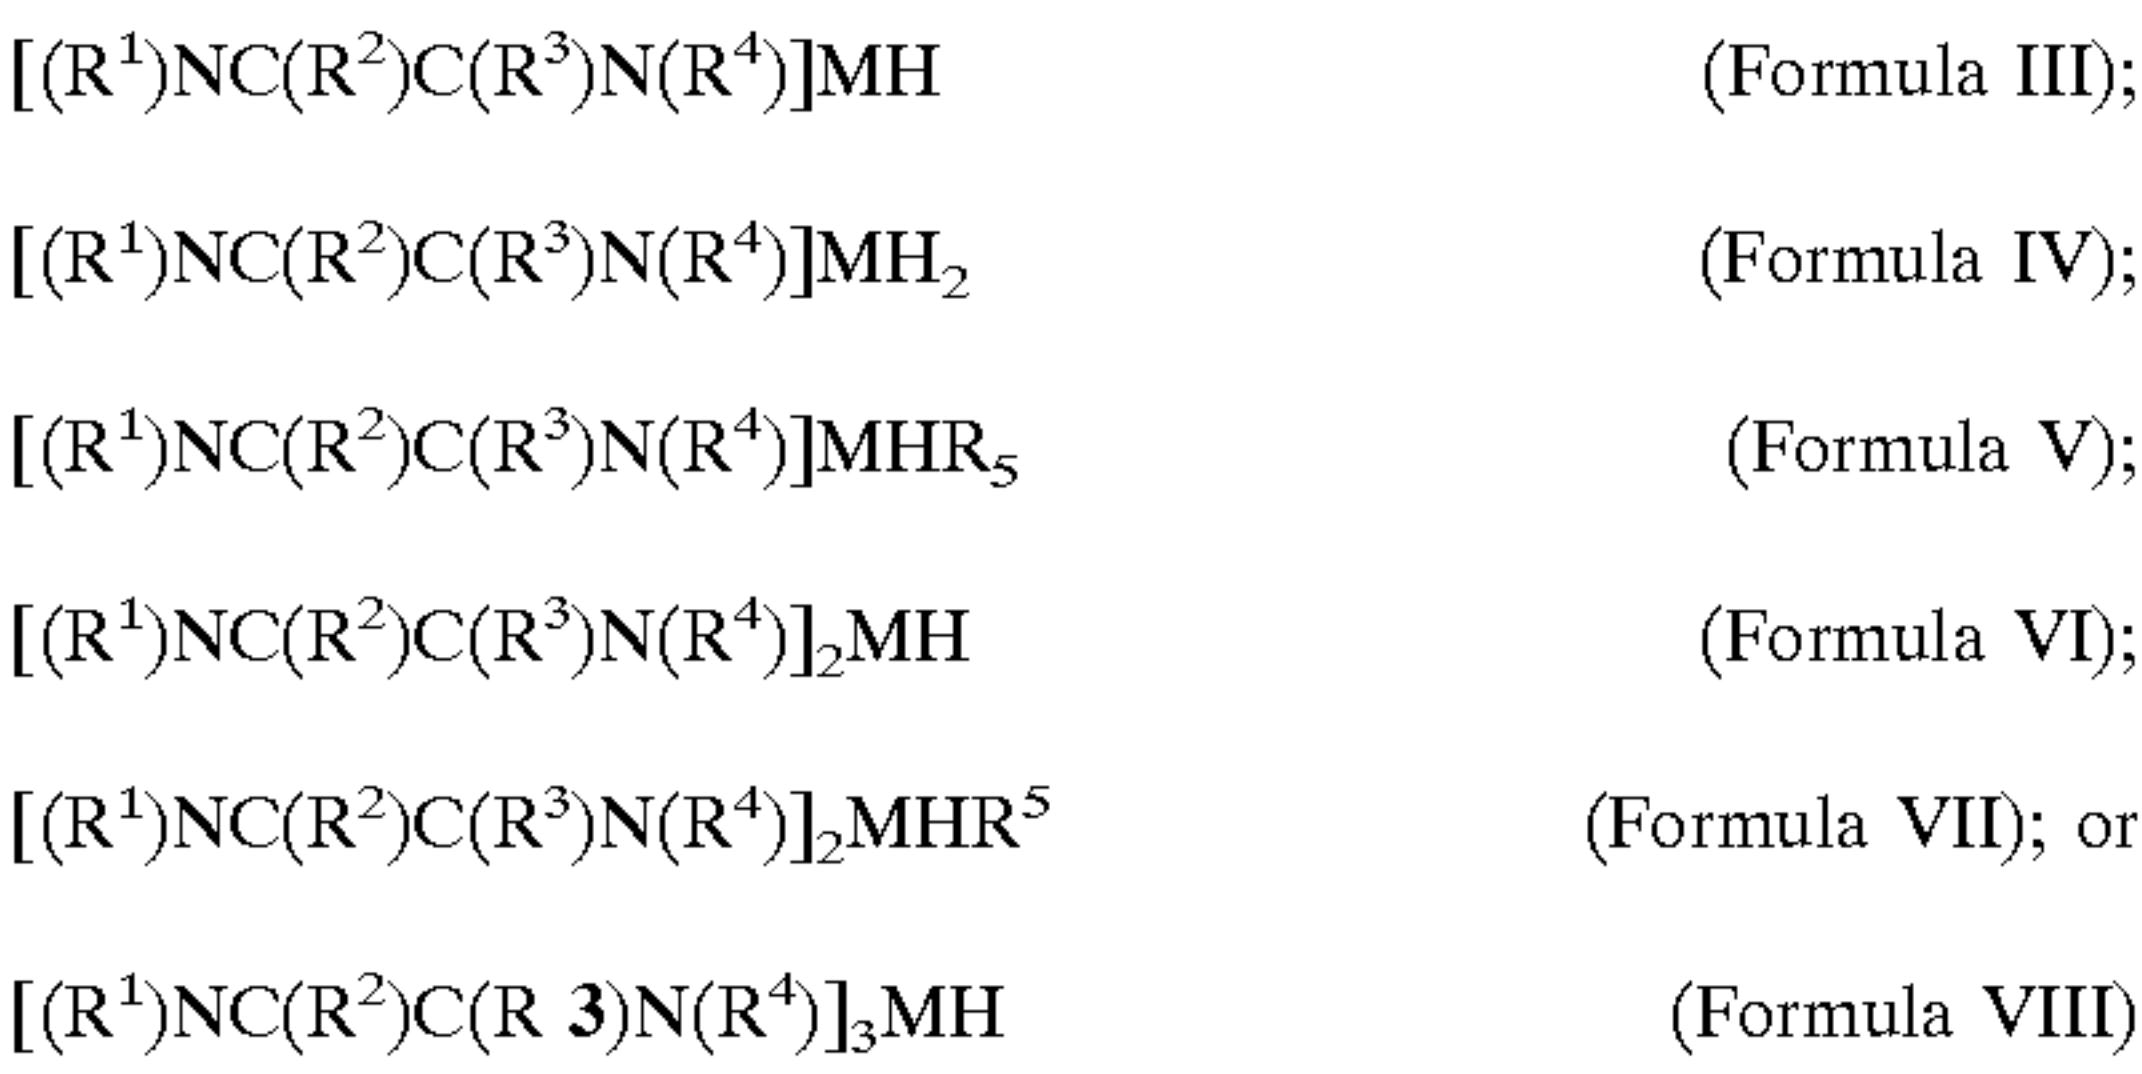 [(R¹)NC(R²)C(R³)N(R⁴)]MH (Formula III);
[(R¹)NC(R²)C(R³)N(R⁴)]MH₂ (Formula IV);
[(R¹)NC(R²)C(R³)N(R⁴)]MHR₅ (Formula V);
[(R¹)NC(R²)C(R³)N(R⁴)]₂MH (Formula VI);
[(R¹)NC(R²)C(R³)N(R⁴)]₂MHR⁵ (Formula VII); or
[(R¹)NC(R²)C(R 3)N(R⁴)]₃MH (Formula VIII)